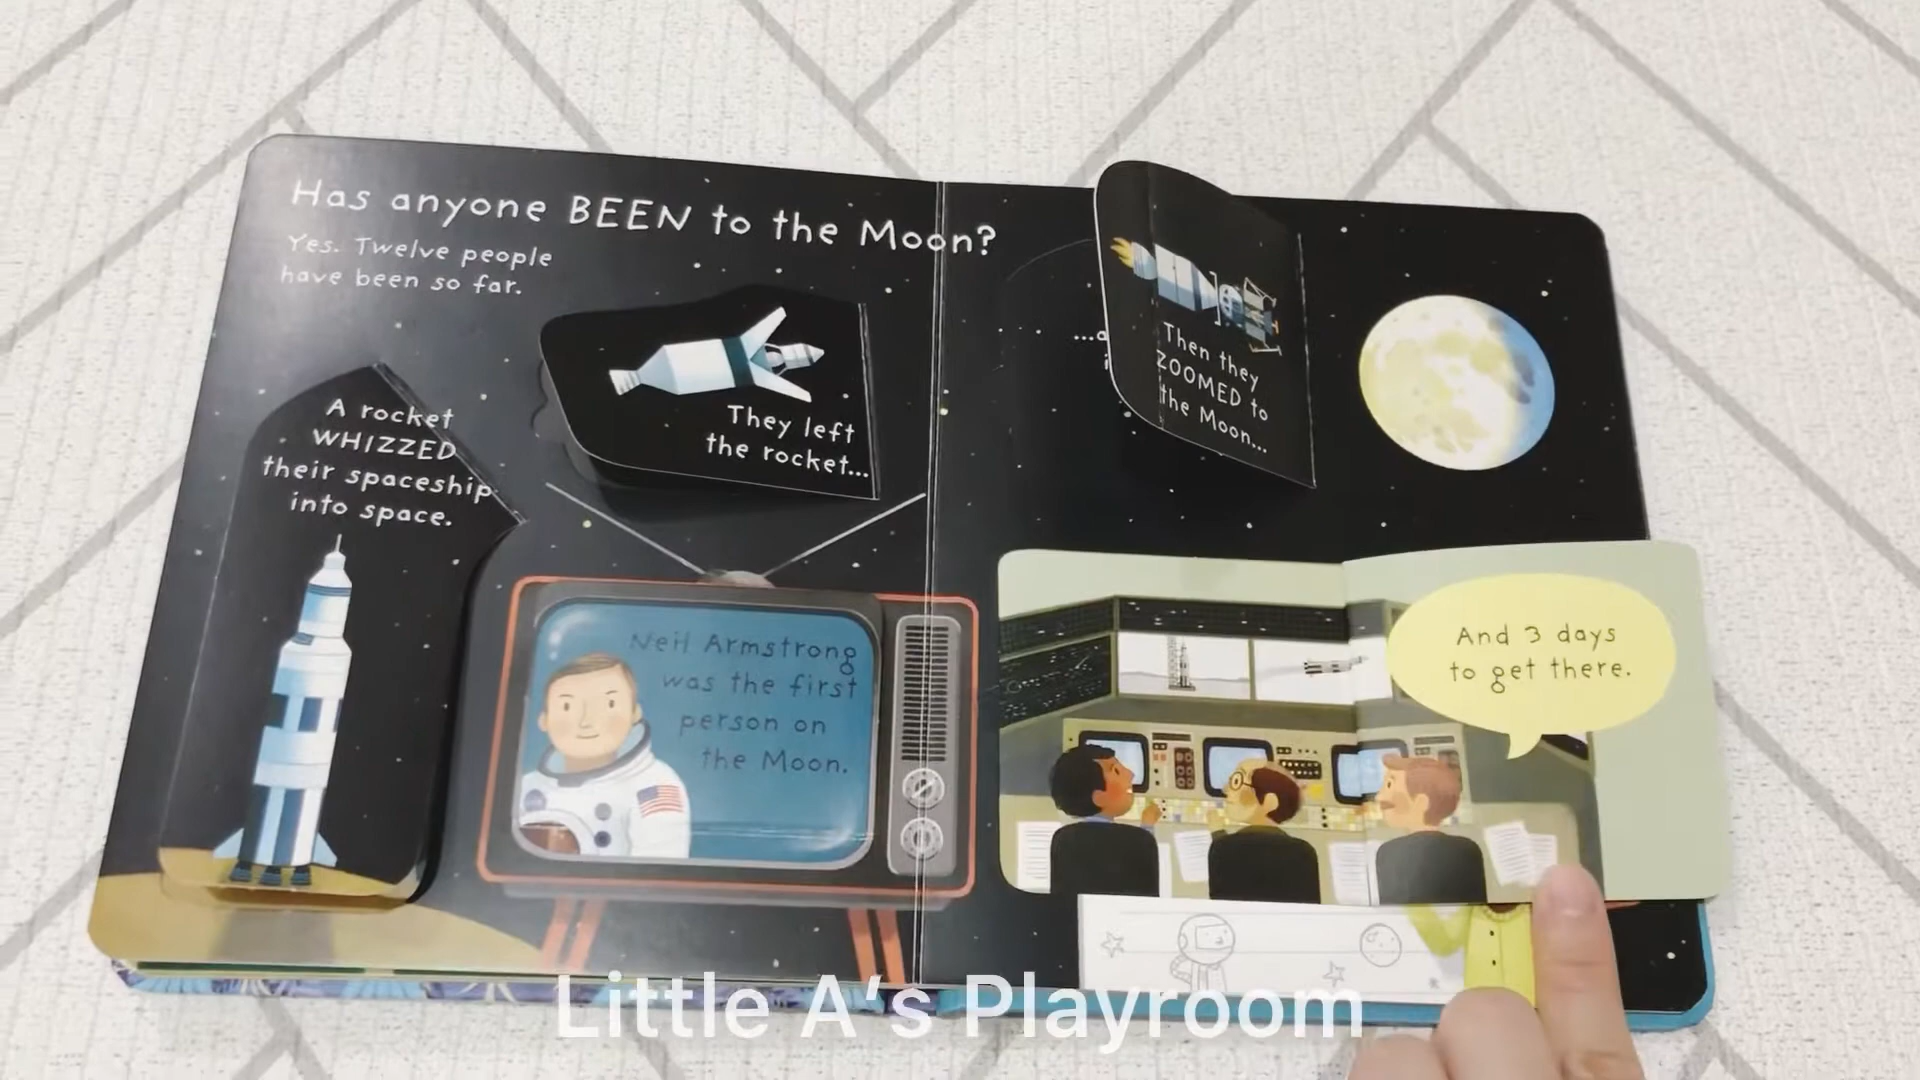 Has anyone BEEN to the Moon?
Yes. Twelve people
have been so far.
A rocket
WHIZZED
their spaceship
into space.
They left
the rocket...
Then they
ZOOMED to
the Moon...
Neil Armstrong
was the first
person on
the Moon.
And 3 days
to get there.
Little A's Playroom